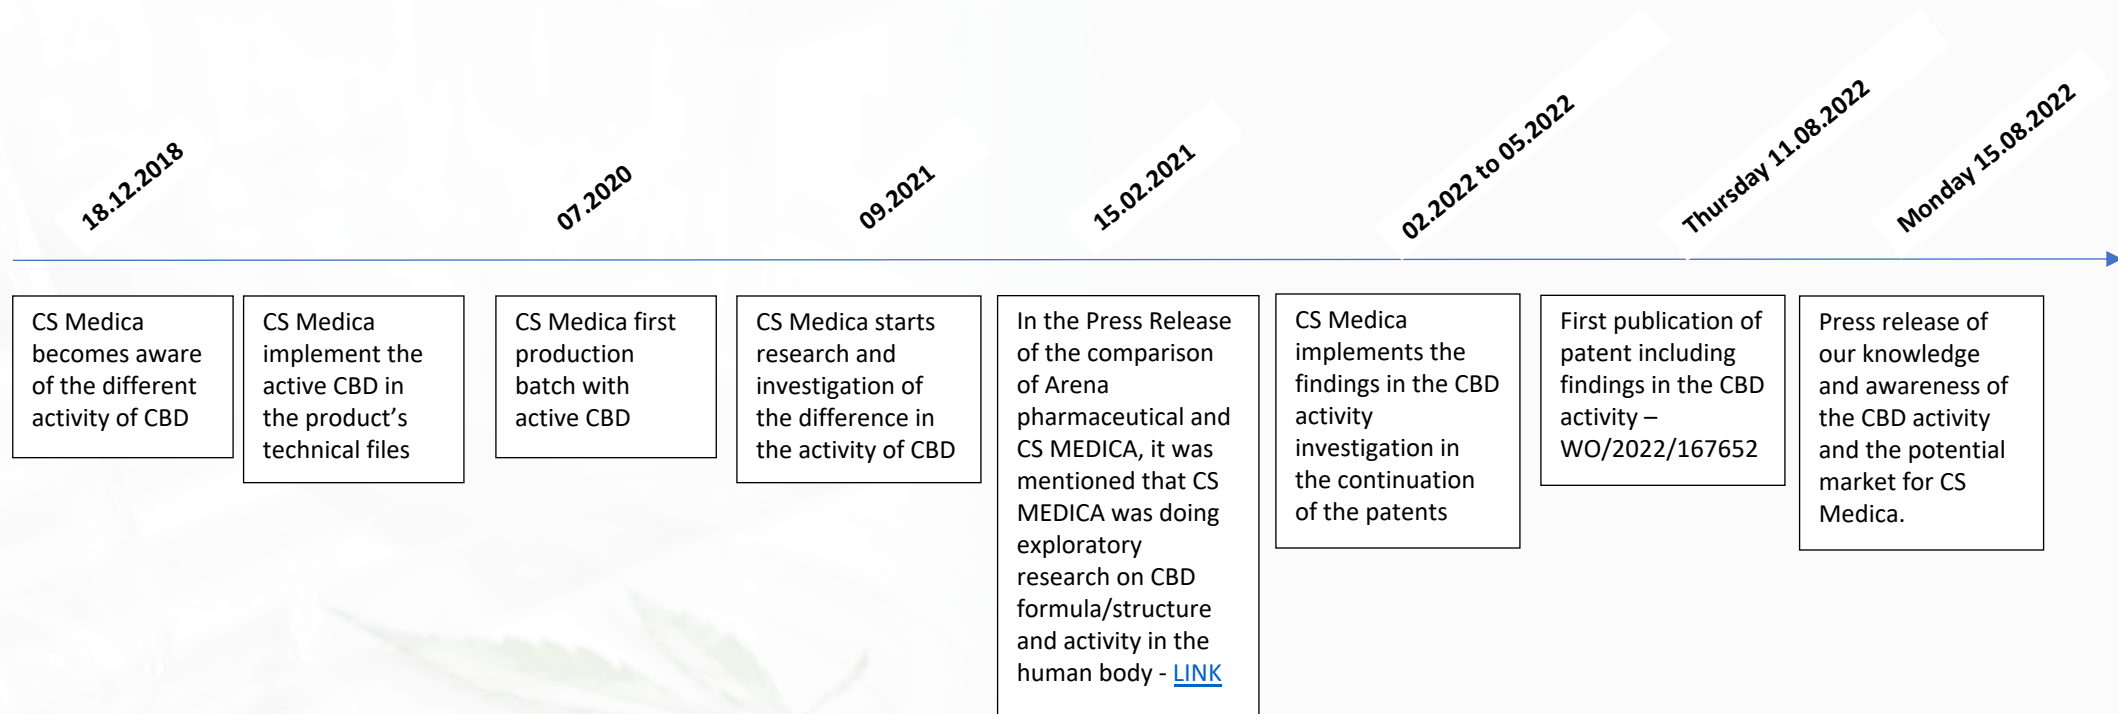 18.12.2018
07.2020
09.2021
15.02.2021
02.2022 to 05.2022
Thursday 11.08.2022
Monday 15.08.2022
CS Medica
becomes aware
of the different
activity of CBD
CS Medica
implement the
active CBD in
the product’s
technical files
CS Medica first
production
batch with
active CBD
CS Medica starts
research and
investigation of
the difference in
the activity of CBD
In the Press Release
of the comparison
of Arena
pharmaceutical and
CS MEDICA, it was
mentioned that CS
MEDICA was doing
exploratory
research on CBD
formula/structure
and activity in the
human body - LINK
CS Medica
implements the
findings in the CBD
activity
investigation in
the continuation
of the patents
First publication of
patent including
findings in the CBD
activity –
WO/2022/167652
Press release of
our knowledge
and awareness of
the CBD activity
and the potential
market for CS
Medica.